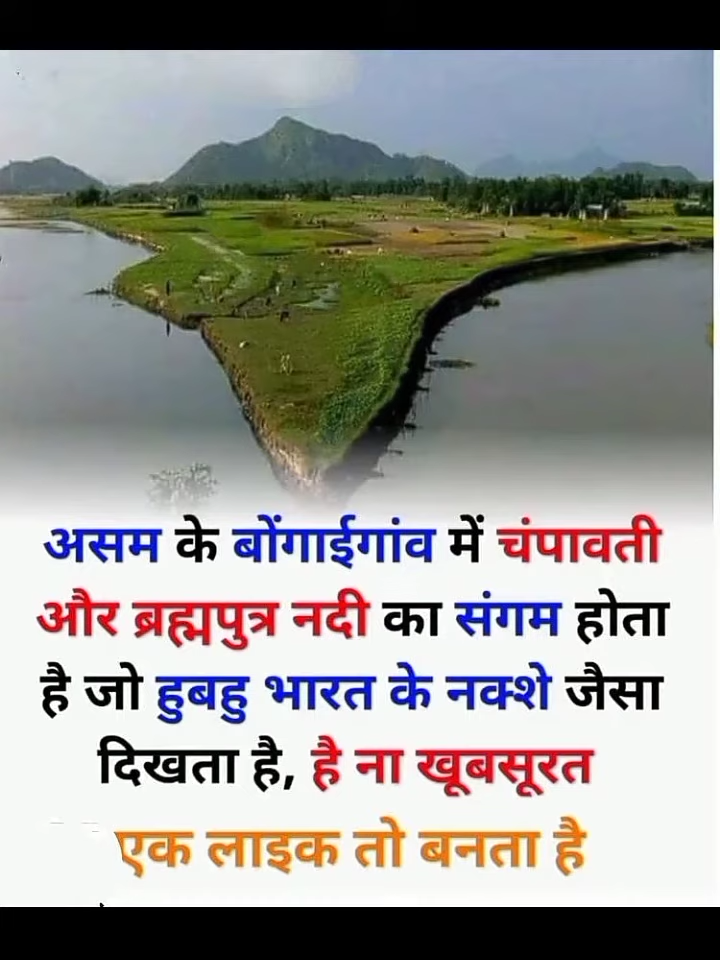 असम के बोंगाईगांव में चंपावती
और ब्रह्मपुत्र नदी का संगम होता
है जो हुबहु भारत के नक्शे जैसा
दिखता है, है ना खूबसूरत
एक लाइक तो बनता है